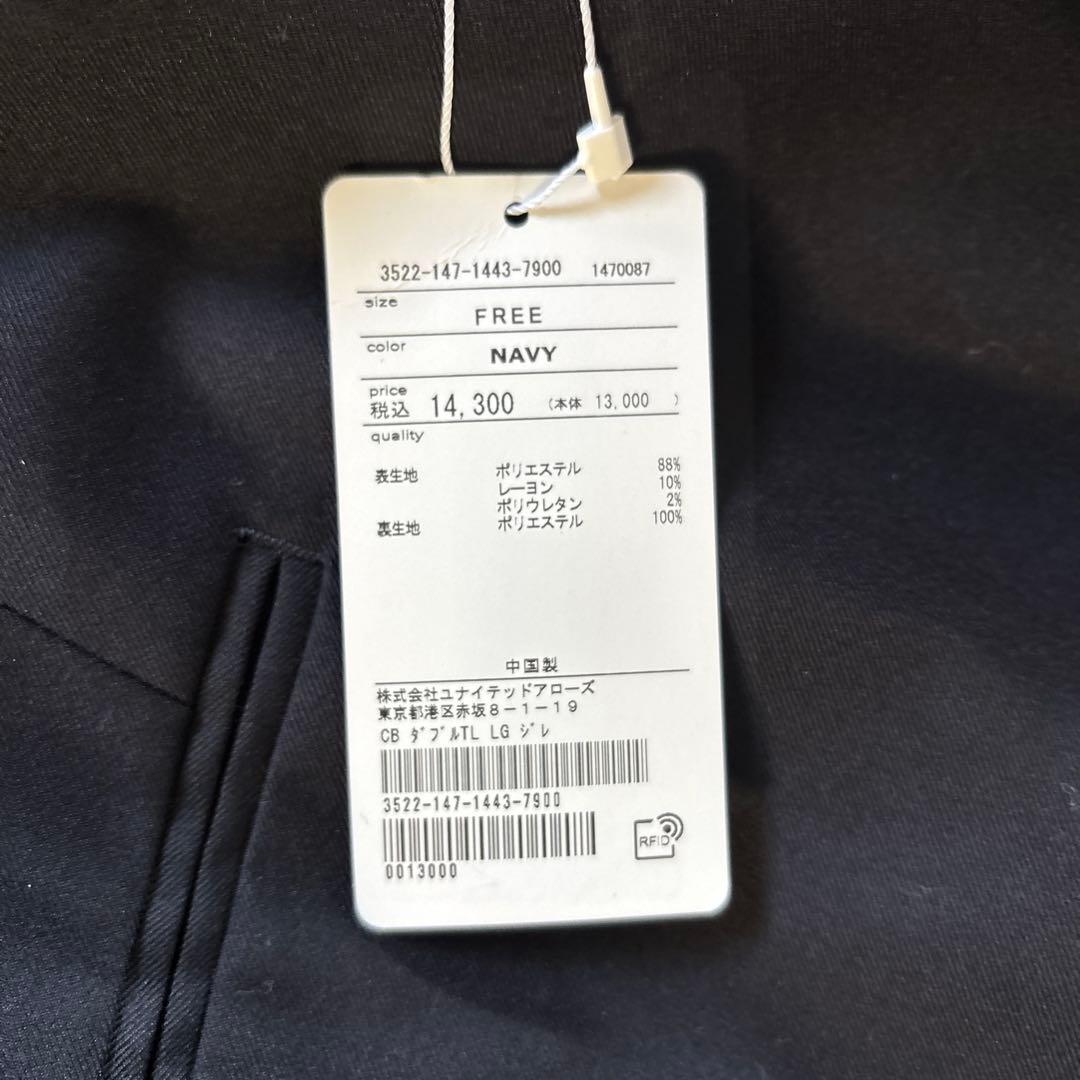 3522-147-1443-7900 1470087
size
FREE
color
NAVY
price
税込 14,300 (本体 13,000 )
quality
表生地 ポリエステル 88%
レーヨン 10%
ポリウレタン 2%
裏生地 ポリエステル 100%
中国製
株式会社ユナイテッドアローズ
東京都港区赤坂8-1-19
CB ダブルTL LG ジレ
3522-147-1443-7900
RFID
0013000